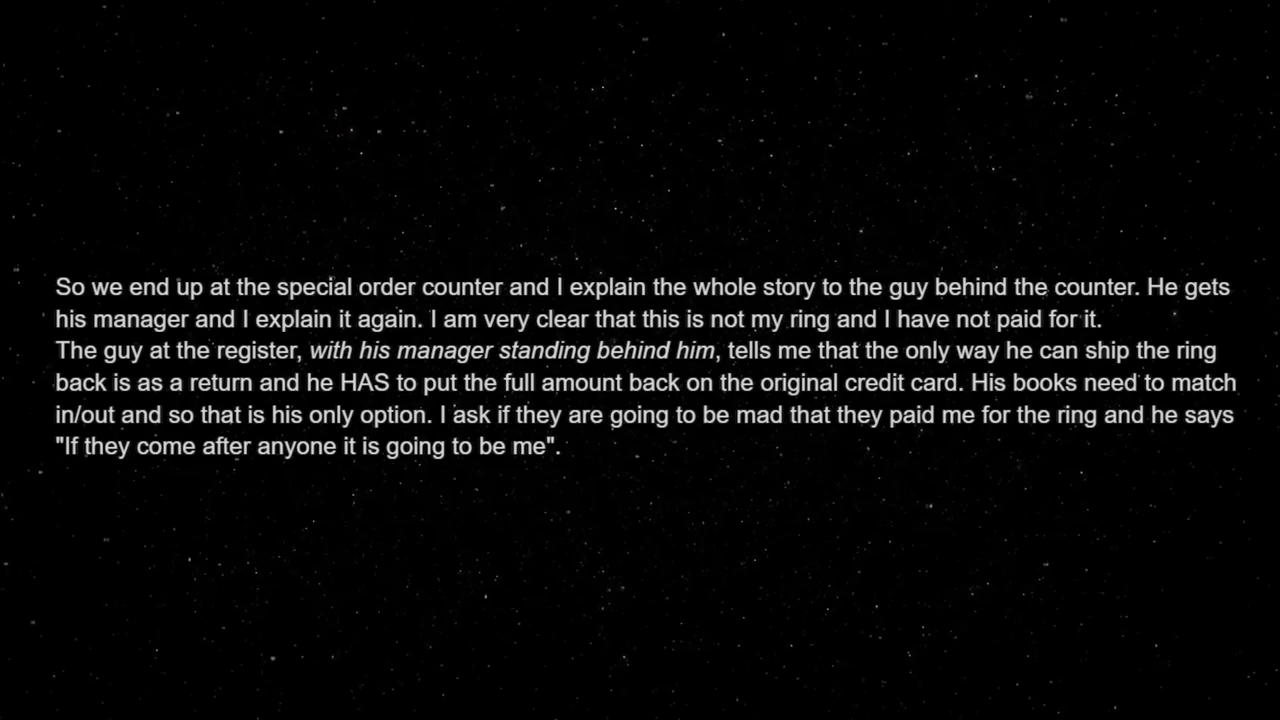 So we end up at the special order counter and I explain the whole story to the guy behind the counter. He gets
his manager and I explain it again. I am very clear that this is not my ring and I have not paid for it.
The guy at the register, with his manager standing behind him, tells me that the only way he can ship the ring
back is as a return and he HAS to put the full amount back on the original credit card. His books need to match
in/out and so that is his only option. I ask if they are going to be mad that they paid me for the ring and he says
"If they come after anyone it is going to be me".